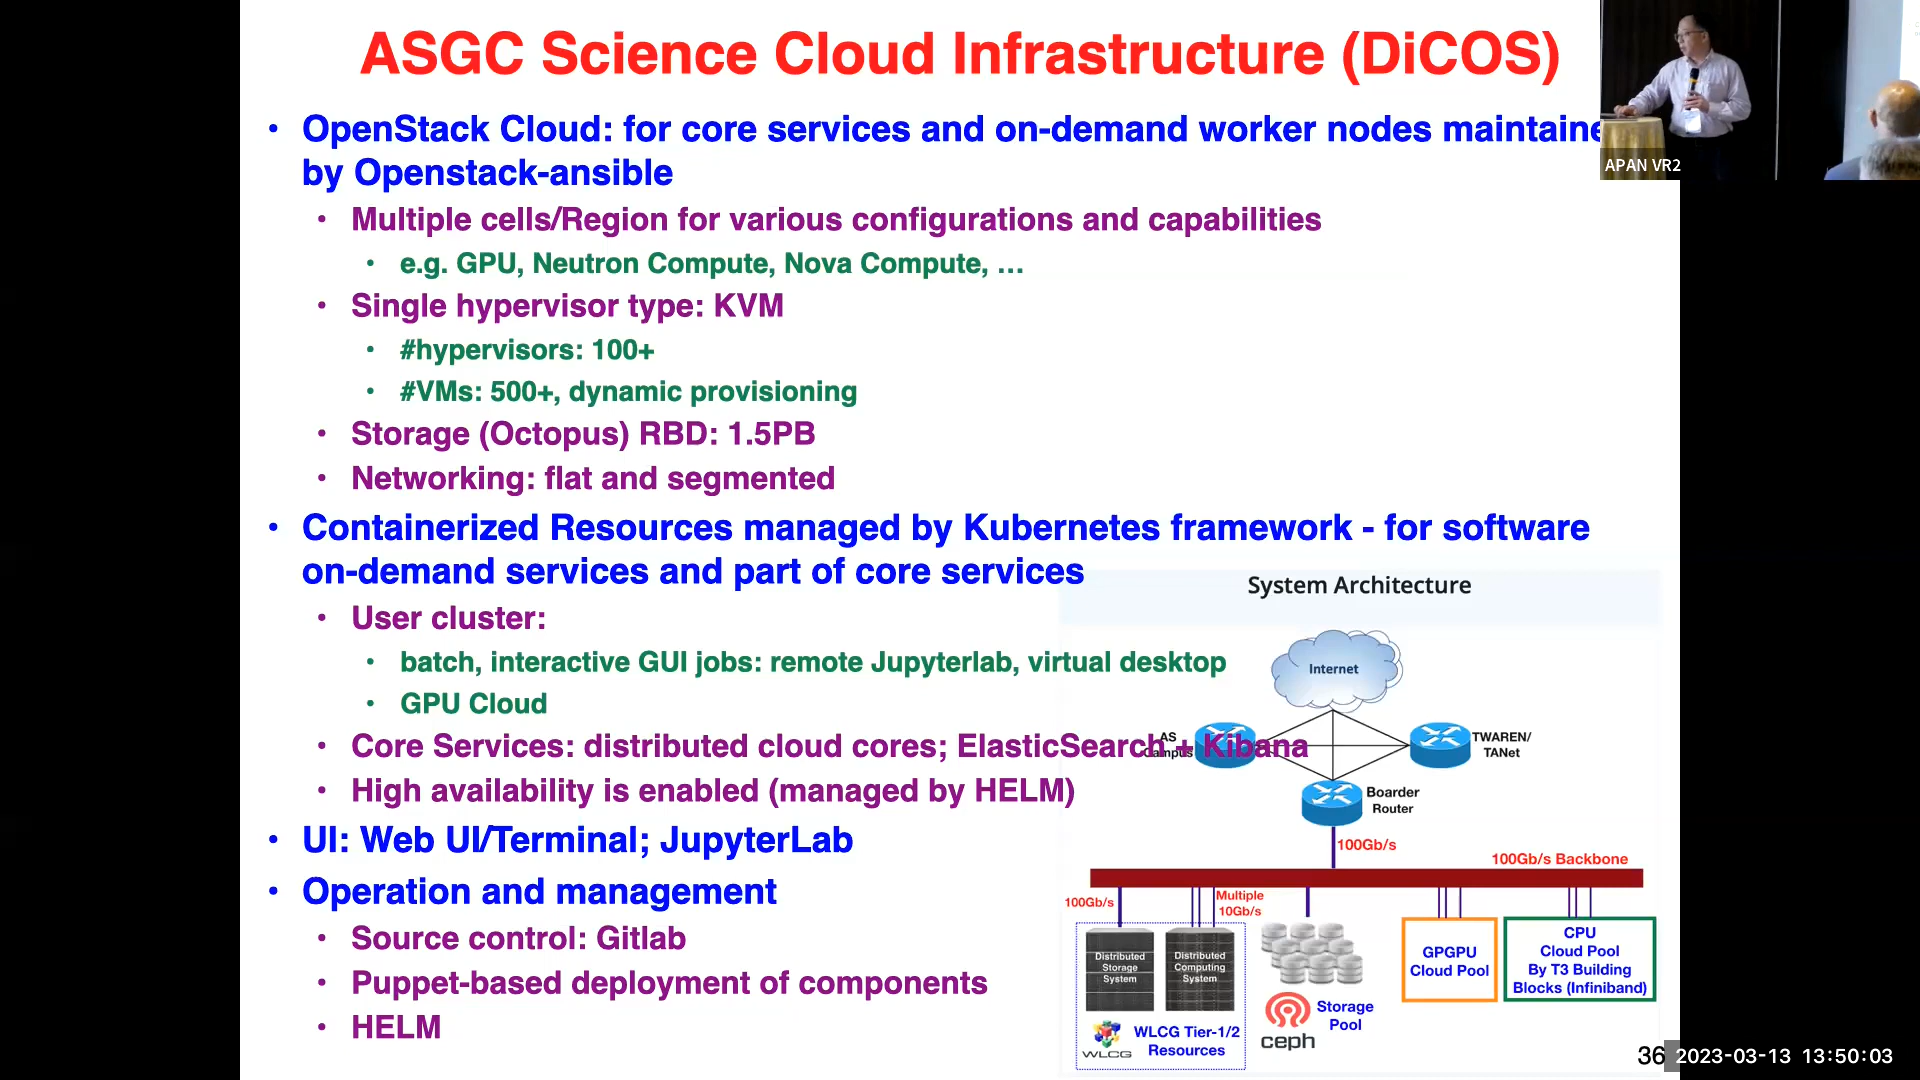 ASGC Science Cloud Infrastructure (DiCOS)
• OpenStack Cloud: for core services and on-demand worker nodes maintaine
by Openstack-ansible
• Multiple cells/Region for various configurations and capabilities
• e.g. GPU, Neutron Compute, Nova Compute, …
• Single hypervisor type: KVM
• #hypervisors: 100+
• #VMs: 500+, dynamic provisioning
• Storage (Octopus) RBD: 1.5PB
• Networking: flat and segmented
• Containerized Resources managed by Kubernetes framework - for software
on-demand services and part of core services
• User cluster:
• batch, interactive GUI jobs: remote Jupyterlab, virtual desktop
• GPU Cloud
• Core Services: distributed cloud cores; ElasticSearch + Kibana
• High availability is enabled (managed by HELM)
• UI: Web UI/Terminal; JupyterLab
• Operation and management
• Source control: Gitlab
• Puppet-based deployment of components
• HELM
System Architecture
Internet
AS
Campus
TWAREN/
TANet
Boarder
Router
100Gb/s
100Gb/s Backbone
100Gb/s
Multiple
10Gb/s
Distributed
Storage
System
Distributed
Computing
System
WLCG
WLCG Tier-1/2
Resources
ceph
Storage
Pool
GPGPU
Cloud Pool
CPU
Cloud Pool
By T3 Building
Blocks (Infiniband)
36
APAN VR2
2023-03-13 13:50:03